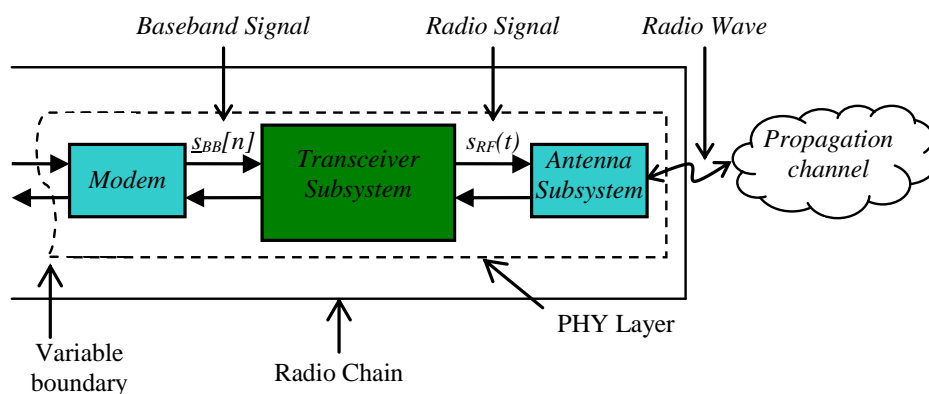 Baseband Signal
Radio Signal
Radio Wave
s_BB[n]
s_RF(t)
Modem
Transceiver
Subsystem
Antenna
Subsystem
Propagation
channel
PHY Layer
Variable
boundary
Radio Chain